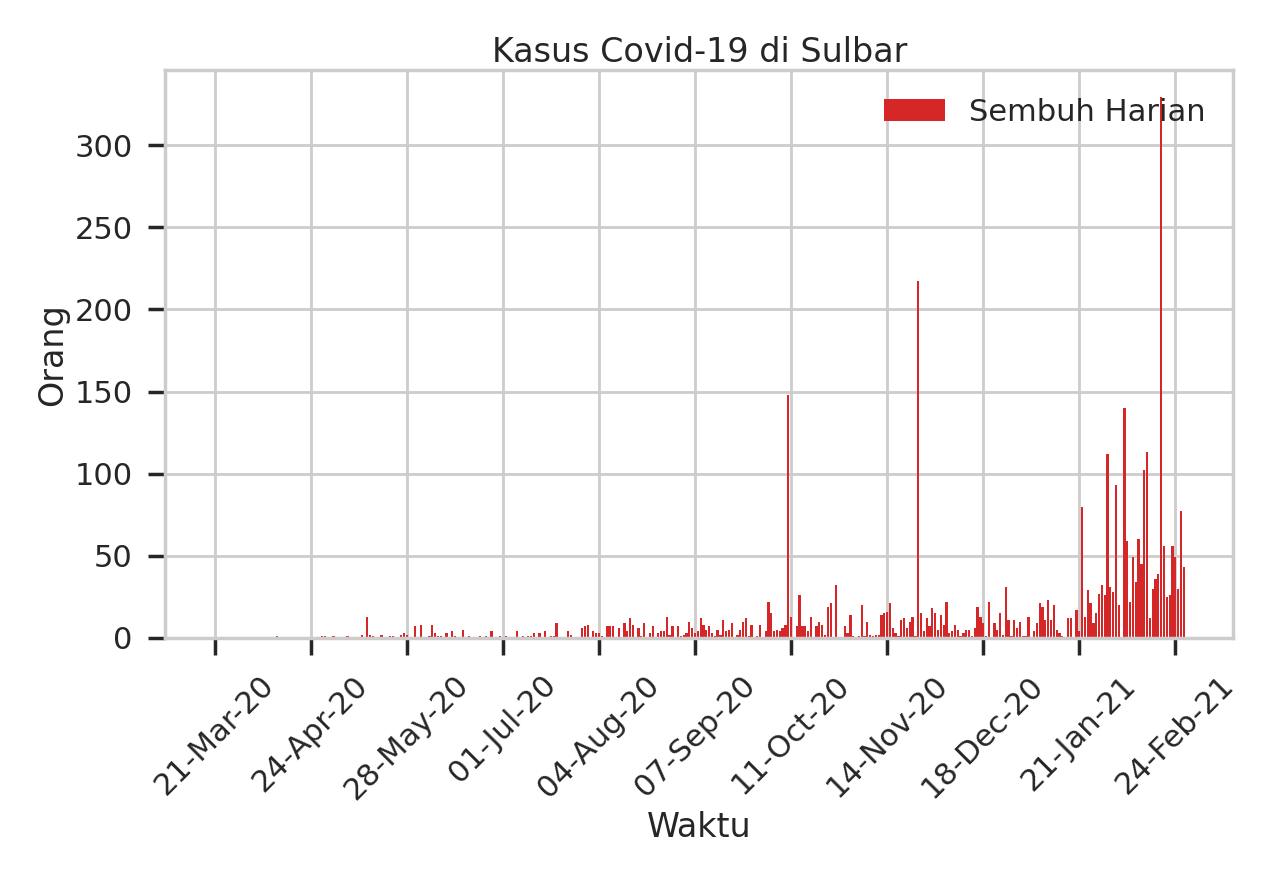 Kasus Covid-19 di Sulbar
Sembuh Harian
300
250
200
150
100
50
0
Orang
21-Mar-20
24-Apr-20
28-May-20
01-Jul-20
04-Aug-20
07-Sep-20
11-Oct-20
14-Nov-20
18-Dec-20
21-Jan-21
24-Feb-21
Waktu